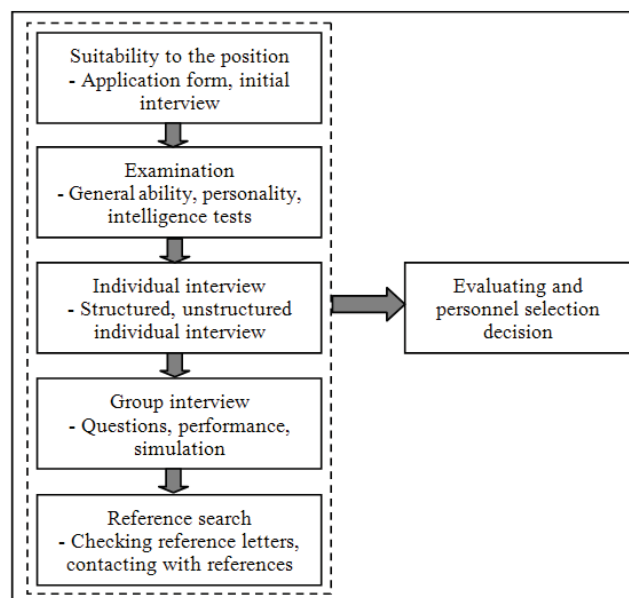 Suitability to the position
- Application form, initial
interview
Examination
- General ability, personality,
intelligence tests
Individual interview
- Structured, unstructured
individual interview
Group interview
- Questions, performance,
simulation
Reference search
- Checking reference letters,
contacting with references
Evaluating and
personnel selection
decision